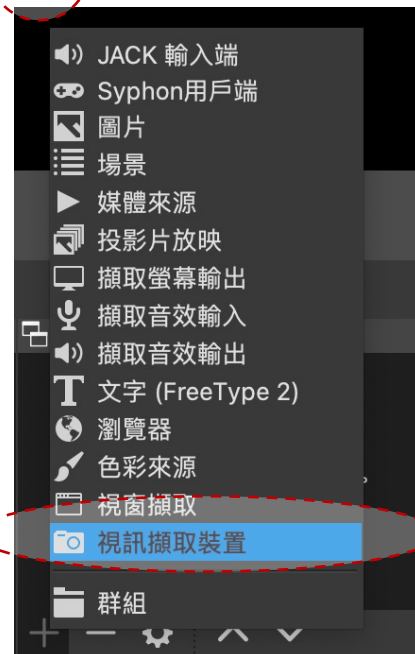 JACK 輸入端
Syphon用戶端
圖片
場景
媒體來源
投影片放映
擷取螢幕輸出
擷取音效輸入
擷取音效輸出
文字 (FreeType 2)
瀏覽器
色彩來源
視窗擷取
視訊擷取裝置
群組